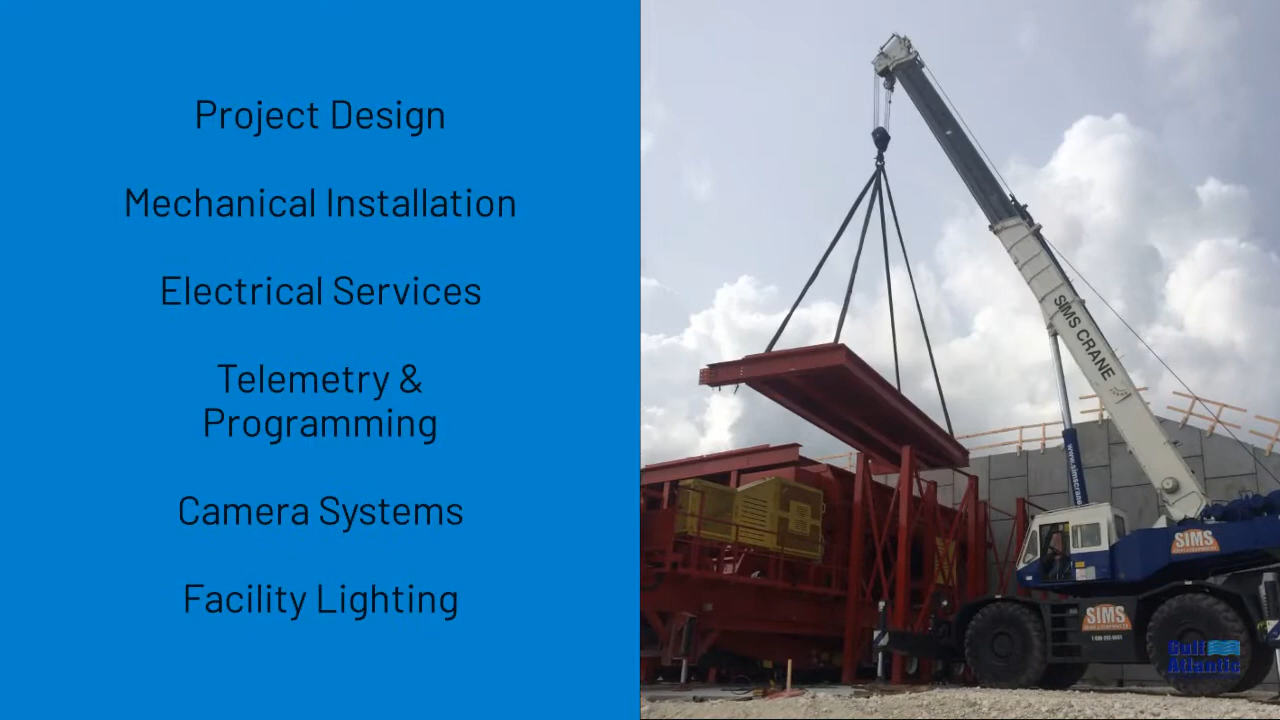 Project Design
Mechanical Installation
Electrical Services
Telemetry &
Programming
Camera Systems
Facility Lighting
SIMS CRANE
SIMS
SIMS
Gulf
Atlantic